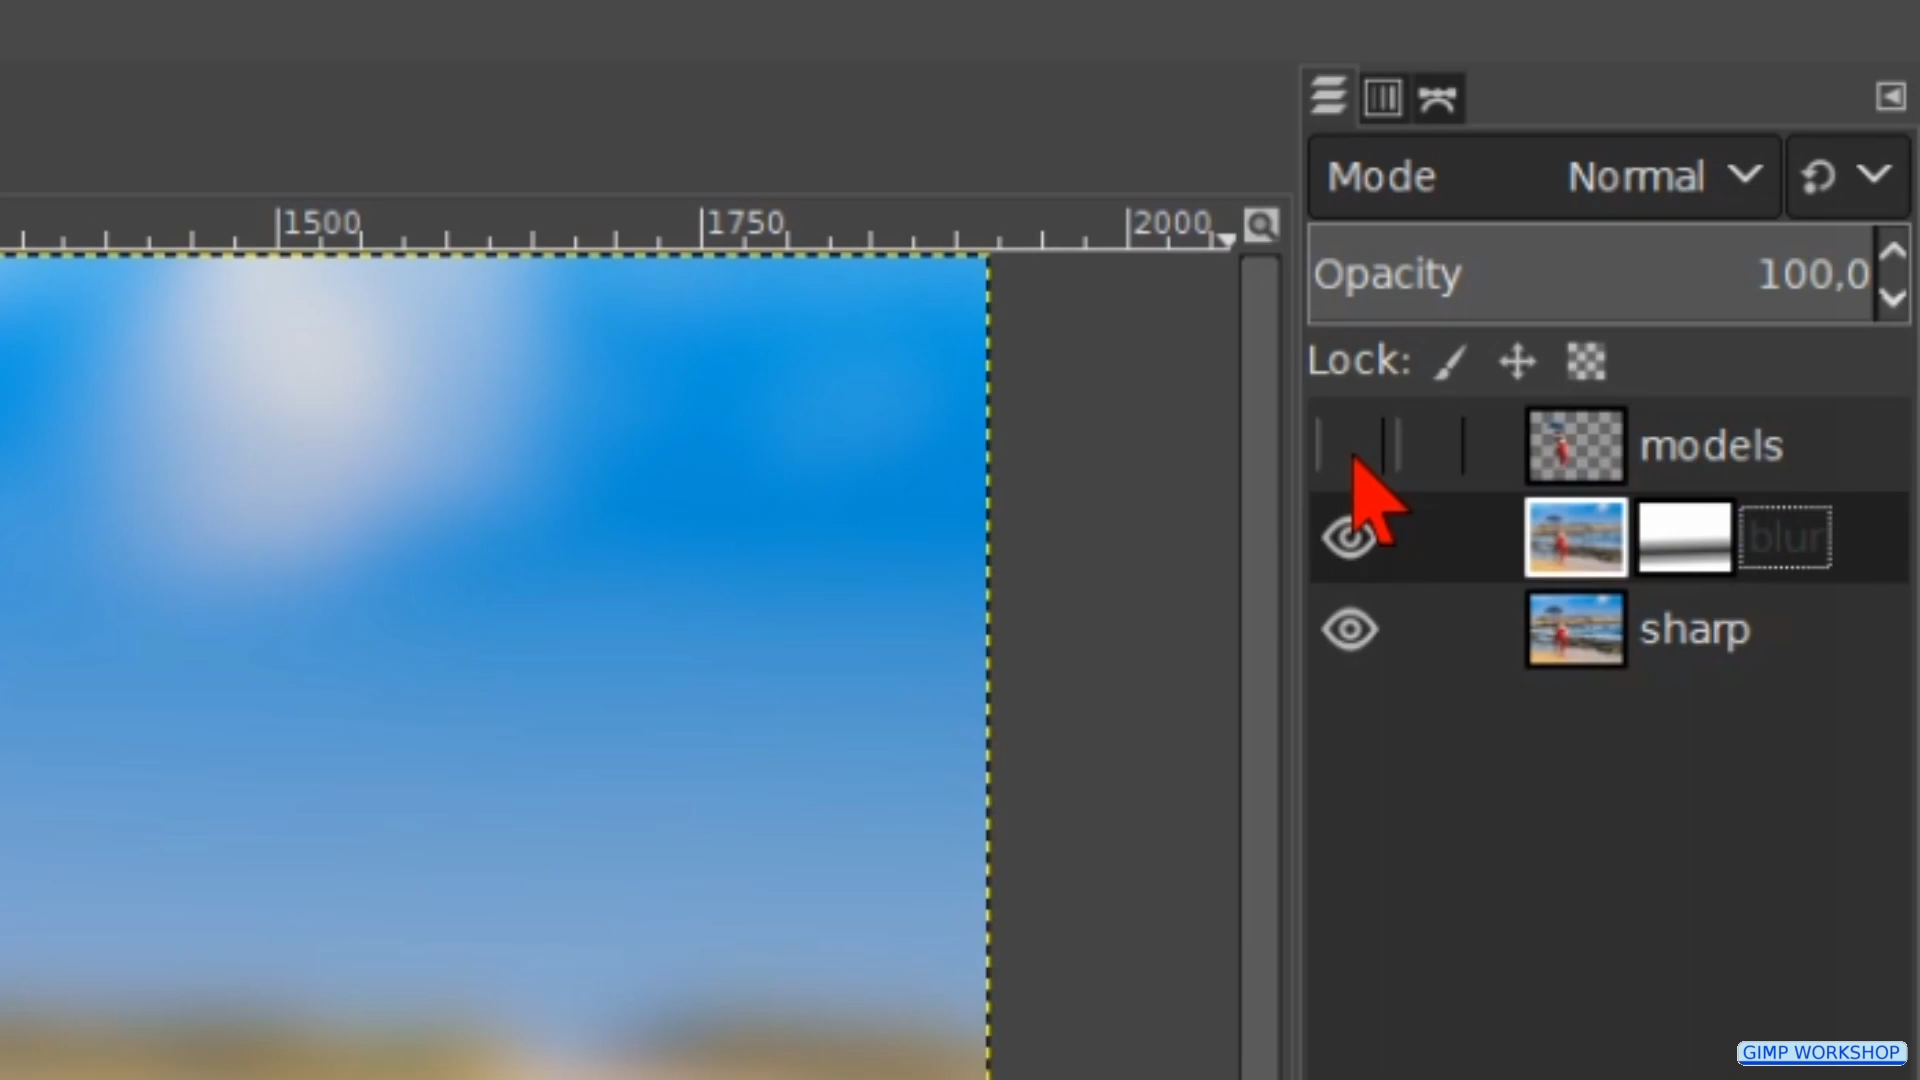 Mode Normal
1500 1750 2000
Opacity 100,0
Lock:
models
blur
sharp
GIMP WORKSHOP